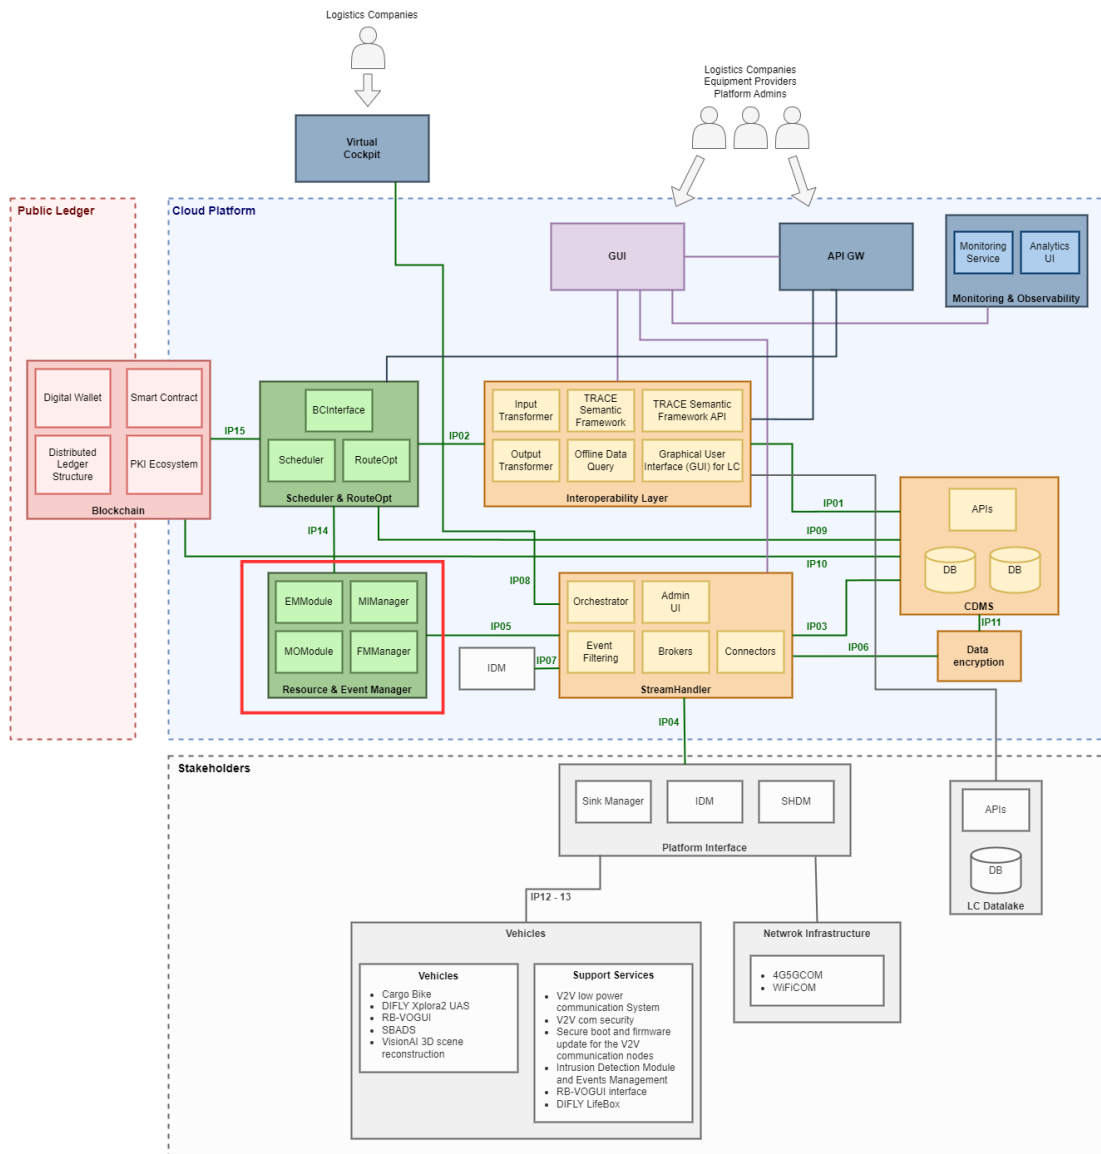 Logistics Companies
Logistics Companies
Equipment Providers
Platform Admins
Virtual
Cockpit
Public Ledger
Cloud Platform
GUI
API GW
Monitoring
Service
Analytics
UI
Monitoring & Observability
Digital Wallet
Smart Contract
Distributed
Ledger
Structure
PKI Ecosystem
Blockchain
IP15
BCInterface
Scheduler
RouteOpt
Scheduler & RouteOpt
IP02
Input
Transformer
TRACE
Semantic
Framework
TRACE Semantic
Framework API
Output
Transformer
Offline Data
Query
Graphical User
Interface (GUI) for LC
Interoperability Layer
IP01
IP09
IP10
APIs
DB
DB
CDMS
IP14
IP08
EMModule
MIManager
MOModule
FMManager
Resource & Event Manager
IP05
IP07
IDM
Orchestrator
Admin
UI
Event
Filtering
Brokers
Connectors
StreamHandler
IP03
IP06
IP11
Data
encryption
IP04
Stakeholders
Sink Manager
IDM
SHDM
Platform Interface
APIs
DB
LC Datalake
IP12 - 13
Vehicles
Vehicles
• Cargo Bike
• DIFLY Xplora2 UAS
• RB-VOGUI
• SBADS
• VisionAI 3D scene
reconstruction
Support Services
• V2V low power
communication System
• V2V com security
• Secure boot and firmware
update for the V2V
communication nodes
• Intrusion Detection Module
and Events Management
• RB-VOGUI interface
• DIFLY LifeBox
Netwrok Infrastructure
• 4G5GCOM
• WiFiCOM